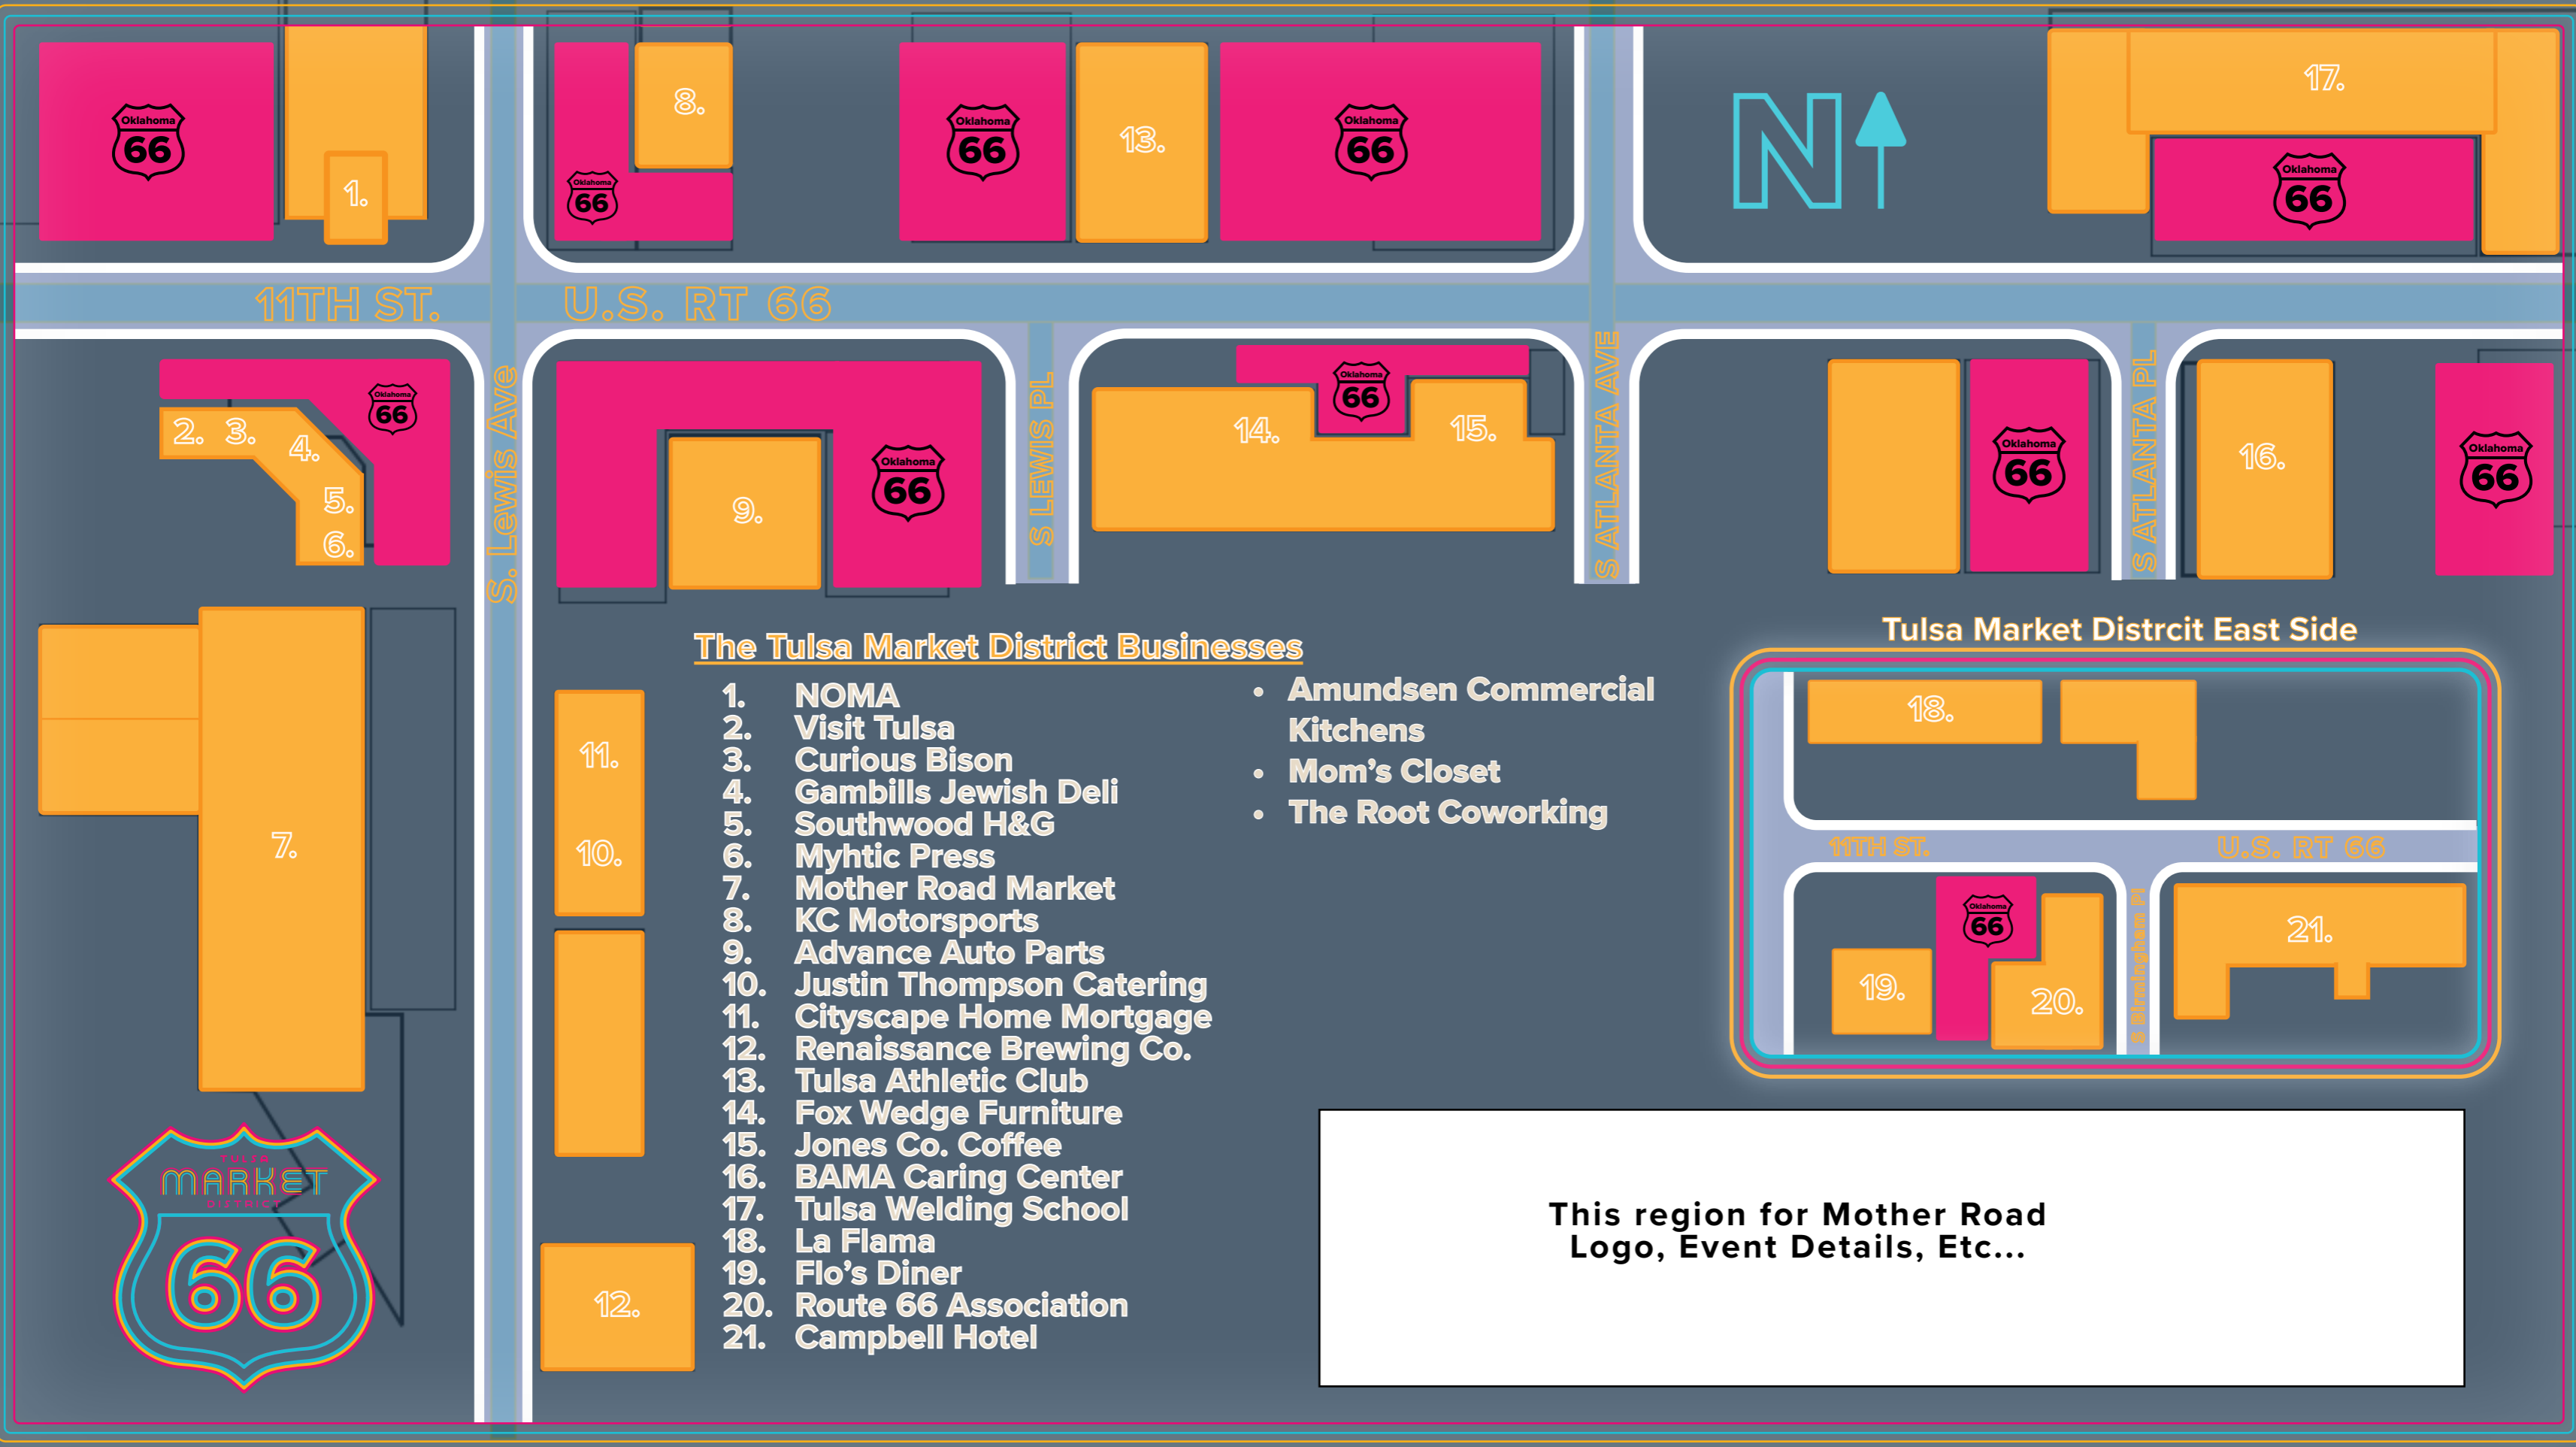 Oklahoma
66
1.
Oklahoma
66
8.
Oklahoma
66
13.
Oklahoma
66
N
17.
Oklahoma
66
11TH ST.
U.S. RT 66
S. Lewis Ave
S LEWIS PL
S ATLANTA AVE
S ATLANTA PL
Oklahoma
66
2. 3. 4.
5.
6.
9.
Oklahoma
66
14.
Oklahoma
66
15.
Oklahoma
66
16.
Oklahoma
66
7.
11.
10.
12.
The Tulsa Market District Businesses
1. NOMA
2. Visit Tulsa
3. Curious Bison
4. Gambills Jewish Deli
5. Southwood H&G
6. Myhtic Press
7. Mother Road Market
8. KC Motorsports
9. Advance Auto Parts
10. Justin Thompson Catering
11. Cityscape Home Mortgage
12. Renaissance Brewing Co.
13. Tulsa Athletic Club
14. Fox Wedge Furniture
15. Jones Co. Coffee
16. BAMA Caring Center
17. Tulsa Welding School
18. La Flama
19. Flo's Diner
20. Route 66 Association
21. Campbell Hotel
• Amundsen Commercial
Kitchens
• Mom's Closet
• The Root Coworking
Tulsa Market Distrcit East Side
18.
11TH ST.
U.S. RT 66
Oklahoma
66
19.
20.
S Birmingham Pl
21.
TULSA
MARKET
DISTRICT
66
This region for Mother Road
Logo, Event Details, Etc...